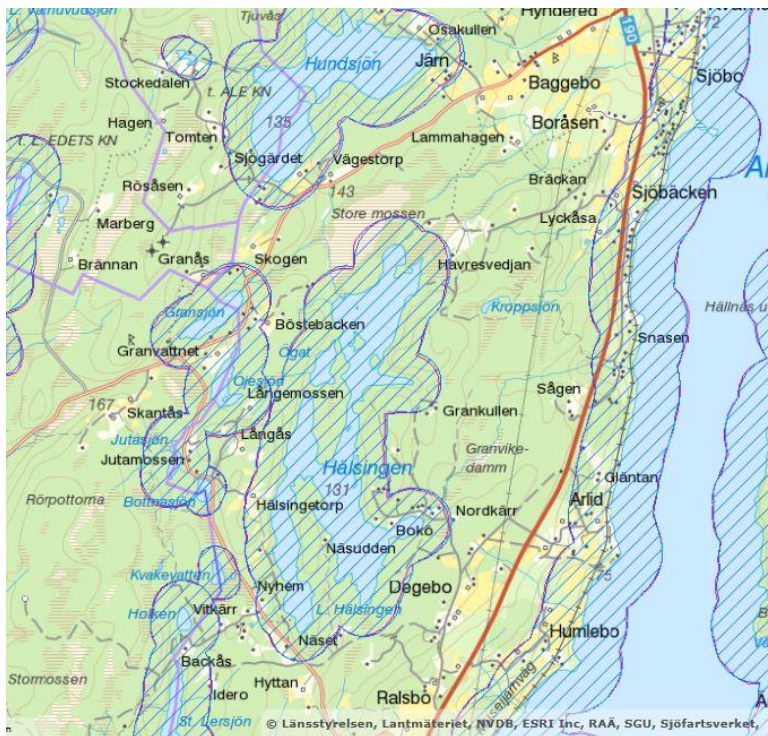 Hyndered
72
Tjuvås
Osakullen
190
Hundsjön
Järn
Sjöbo
Stockedalen
Baggebo
t. ALE KN
Hagen
135
Boråsen
Tomten
Lammahagen
t. L. EDETS KN
Sjögärdet
Vägestorp
Bräckan
Rösåsen
143
Sjöbäcken
Store mossen
Marberg
Lyckåsa
Granås
Skogen
Brännan
Havresvedjan
Gransjön
Kroppsjön
Hällnäs u
Böstebacken
Snasen
Granvattnet
Ögat
Öjesjön
Sågen
Långemossen
167
Skantås
Grankullen
Jutasjön
Långås
Granvike-
damm
Jutamossen
Hälsingen
Gläntan
Rörpottorna
131
Bottnasjön
Hälsingetorp
Arlid
Nordkärr
Bokö
Näsudden
Kvakevatten
75
Nyhem
Degebo
Holken
Vitkärr
L. Hälsingen
Humlebo
Näset
Backås
Stormossen
Hyttan
Idero
Ralsbo
St. Lersjön
© Länsstyrelsen, Lantmäteriet, NVDB, ESRI Inc, RAÄ, SGU, Sjöfartsverket,